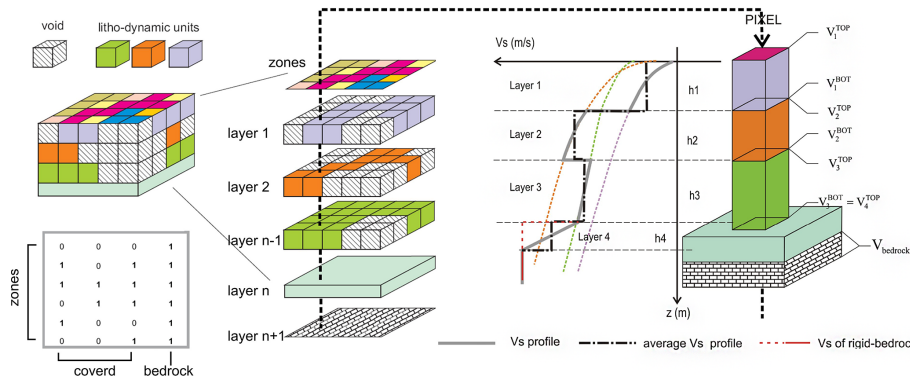 void
litho-dynamic units
zones
layer 1
layer 2
layer n-1
layer n
layer n+1
zones
0 0 0 1
1 0 1 1
1 1 1 1
0 1 1 1
1 0 0 1
0 0 1 1
coverd
bedrock
Vs (m/s)
Layer 1
Layer 2
Layer 3
Layer 4
h1
h2
h3
h4
z (m)
PIXEL
V₁ᵀᴼᴾ
V₁ᴮᴼᵀ
V₂ᵀᴼᴾ
V₂ᴮᴼᵀ
V₃ᵀᴼᴾ
V₃ᴮᴼᵀ = V₄ᵀᴼᴾ
Vbedrock
Vs profile
average Vs profile
Vs of rigid-bedroc